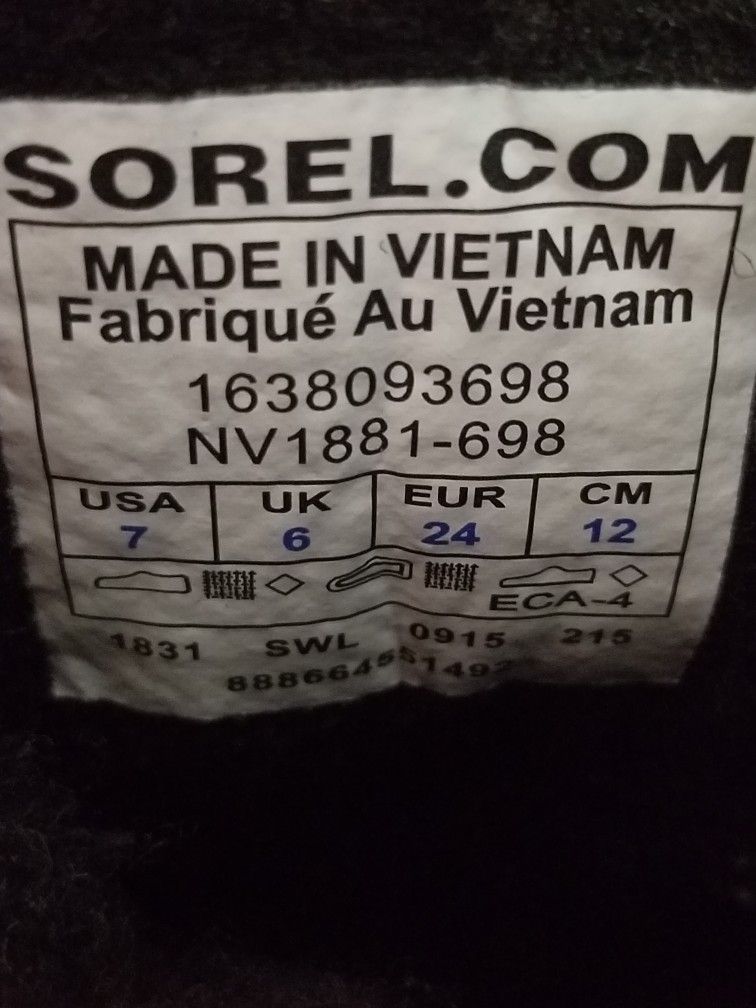 SOREL.COM
MADE IN VIETNAM
Fabriqué Au Vietnam
1638093698
NV1881-698
USA UK EUR CM
7 6 24 12
ECA-4
1831 SWL 0915 215